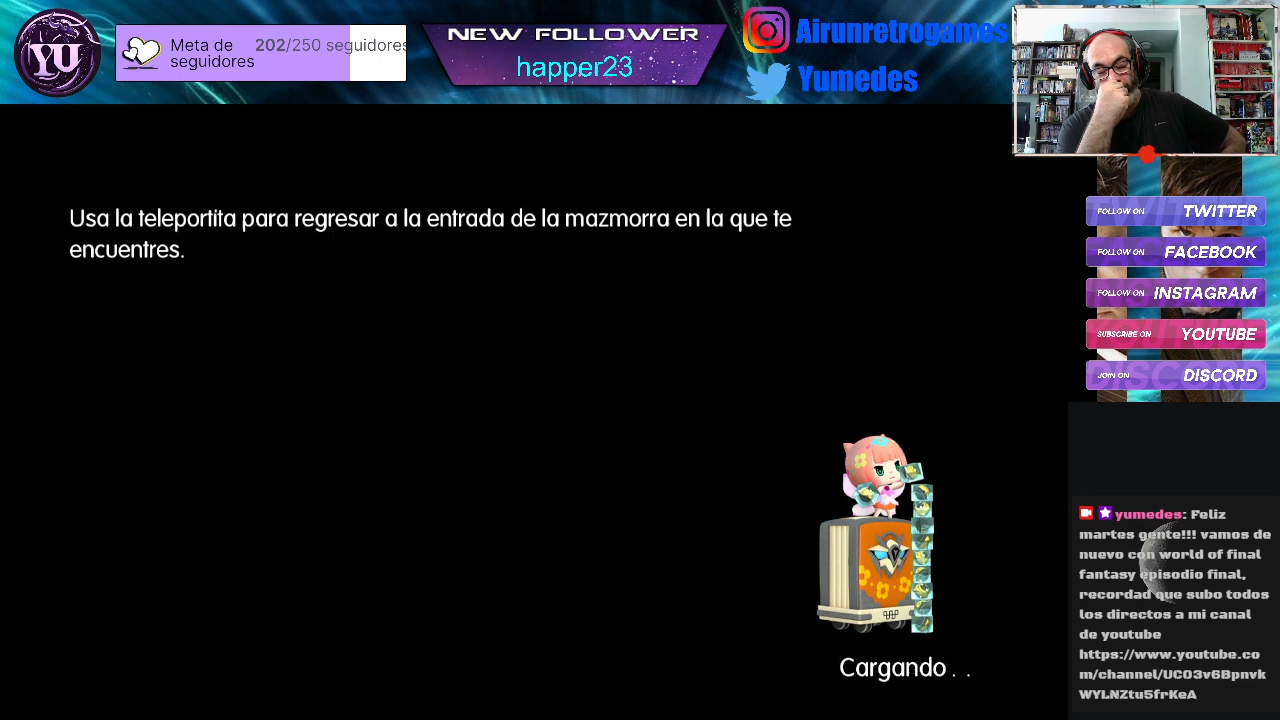 YU
Meta de
seguidores
202/250 seguidores
NEW FOLLOWER
happer23
Airunretrogames
Yumedes
Usa la teleportita para regresar a la entrada de la mazmorra en la que te
encuentres.
FOLLOW ON TWITTER
FOLLOW ON FACEBOOK
FOLLOW ON INSTAGRAM
SUBSCRIBE ON YOUTUBE
JOIN ON DISCORD
yumedes: Feliz
martes gente!!! vamos de
nuevo con world of final
fantasy episodio final,
recordad que subo todos
los directos a mi canal
de youtube
https://www.youtube.co
m/channel/UC03v6Bpnvk
WYLNZtu5frKeA
Cargando . .